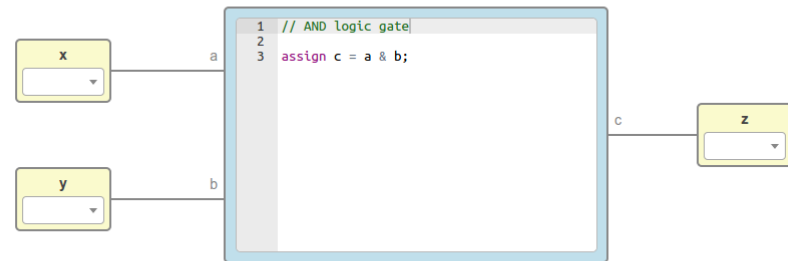 x
a
y
b
1 // AND logic gate
2
3 assign c = a & b;
c
z